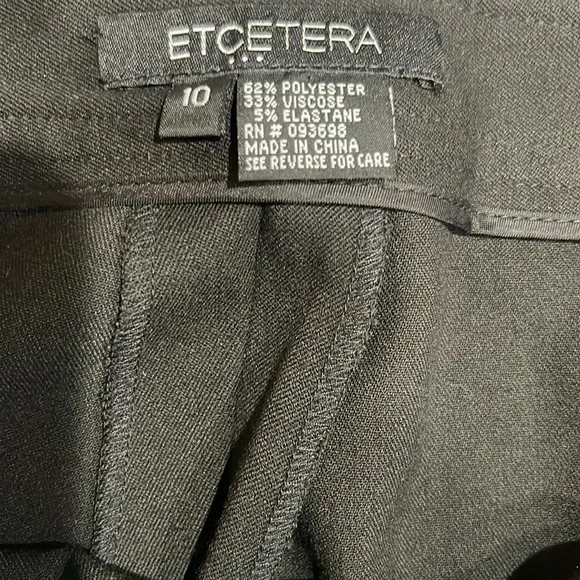 ETCETERA
10
62% POLYESTER
33% VISCOSE
5% ELASTANE
RN # 093698
MADE IN CHINA
SEE REVERSE FOR CARE